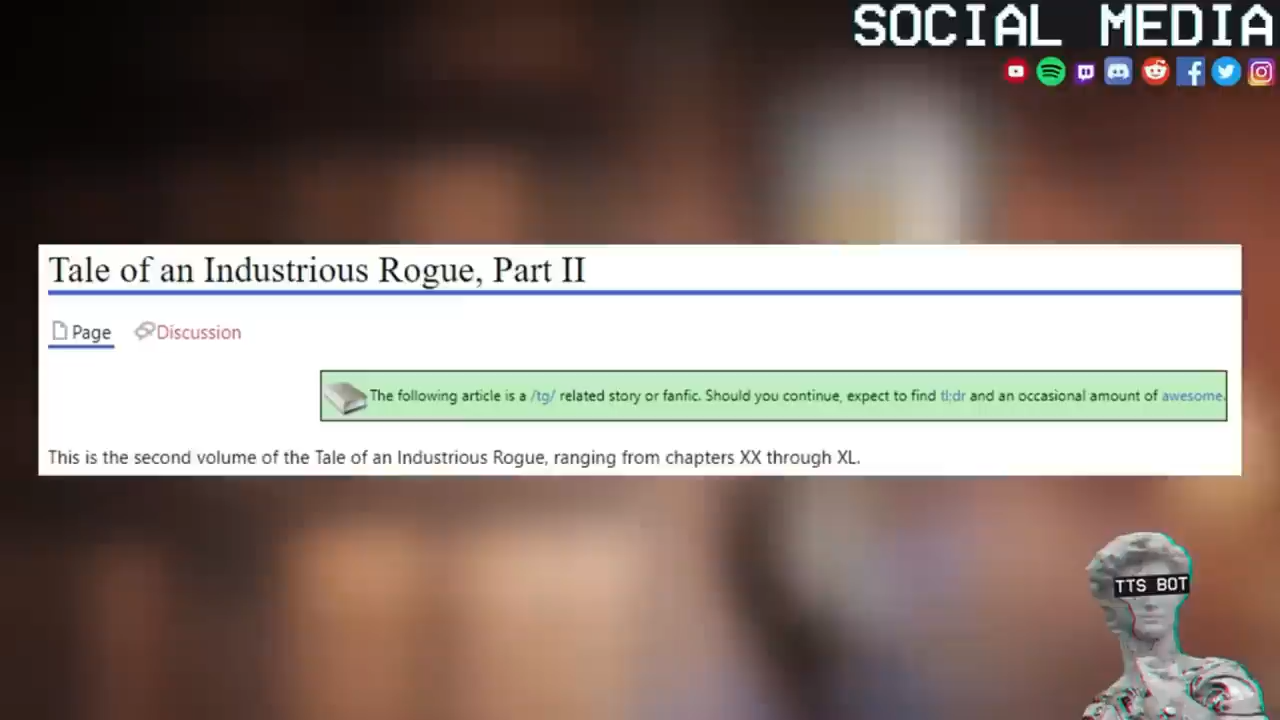 SOCIAL MEDIA
Tale of an Industrious Rogue, Part II
Page Discussion
The following article is a /tg/ related story or fanfic. Should you continue, expect to find tl;dr and an occasional amount of awesome.
This is the second volume of the Tale of an Industrious Rogue, ranging from chapters XX through XL.
TTS BOT